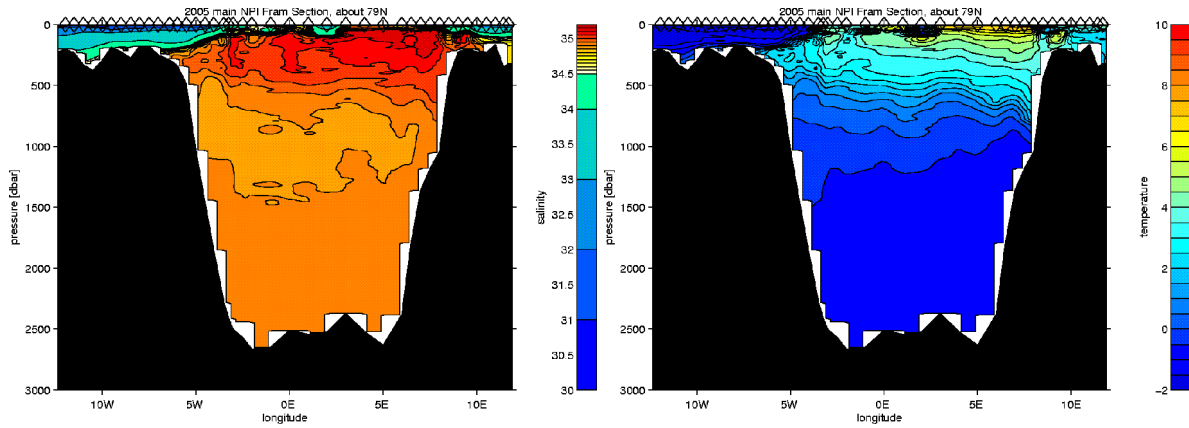 2005 main NPI Fram Section, about 79N
0
500
1000
1500
2000
2500
3000
pressure [dbar]
10W
5W
0E
5E
10E
longitude
35
34.5
34
33.5
33
32.5
32
31.5
31
30.5
30
salinity
2005 main NPI Fram Section, about 79N
0
500
1000
1500
2000
2500
3000
pressure [dbar]
10W
5W
0E
5E
10E
longitude
10
8
6
4
2
0
−2
temperature